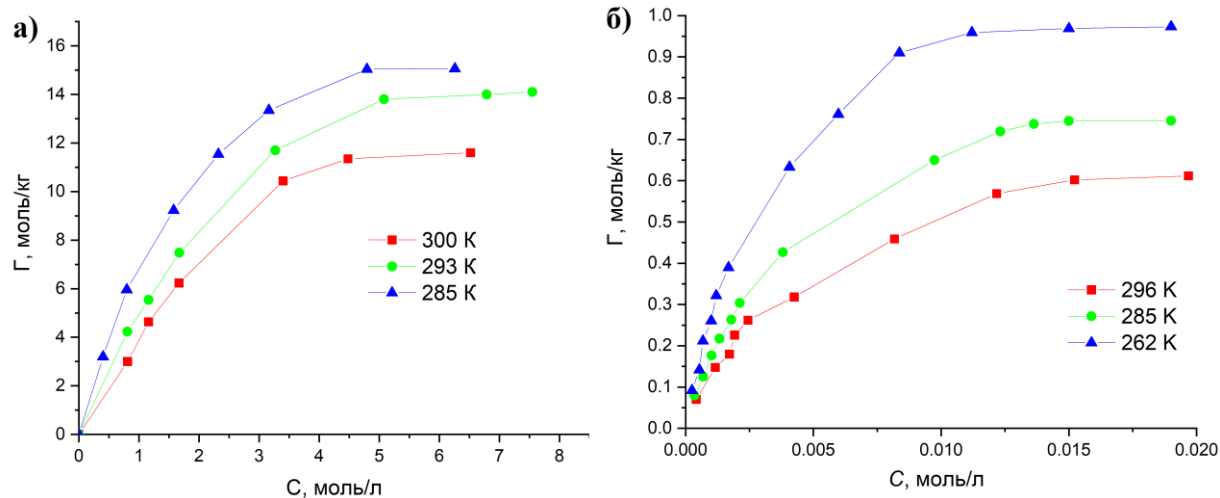 а)
Г, моль/кг
16
14
12
10
8
6
4
2
0
0 1 2 3 4 5 6 7 8
С, моль/л
300 К
293 К
285 К
б)
Г, моль/кг
1.0
0.9
0.8
0.7
0.6
0.5
0.4
0.3
0.2
0.1
0.0
0.000 0.005 0.010 0.015 0.020
С, моль/л
296 К
285 К
262 К